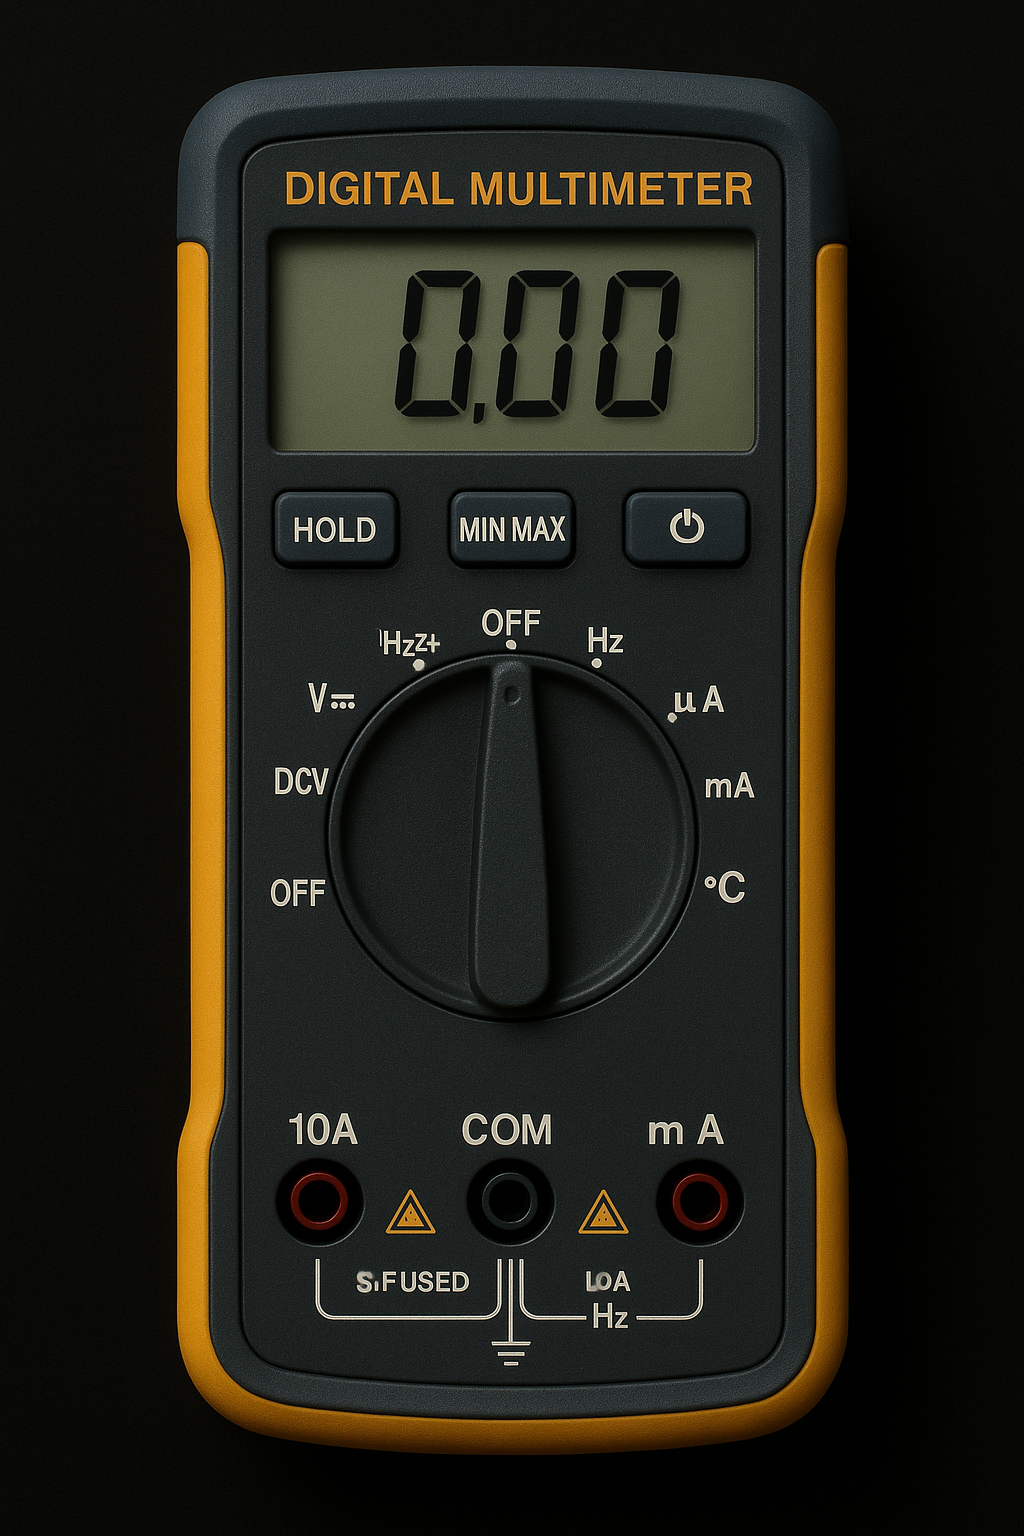 DIGITAL MULTIMETER
0.00
HOLD
MIN MAX
OFF
Hz
V
µA
DCV
mA
OFF
°C
10A
COM
mA
FUSED
Hz